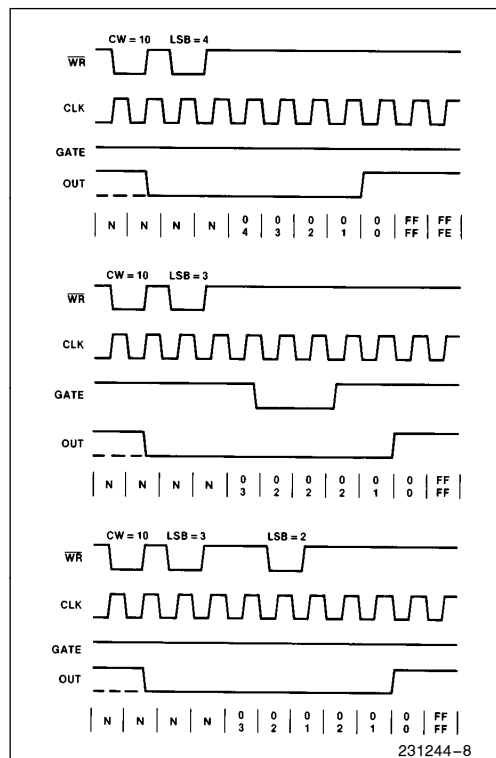 CW = 10 LSB = 4
WR
CLK
GATE
OUT
N N N N 0 0 0 0 0 FF FF
4 3 2 1 0 FF FE
CW = 10 LSB = 3
WR
CLK
GATE
OUT
N N N N 0 0 0 0 0 0 FF
3 2 2 2 1 0 FF
CW = 10 LSB = 3 LSB = 2
WR
CLK
GATE
OUT
N N N N 0 0 0 0 0 0 FF
3 2 1 2 1 0 FF
231244–8